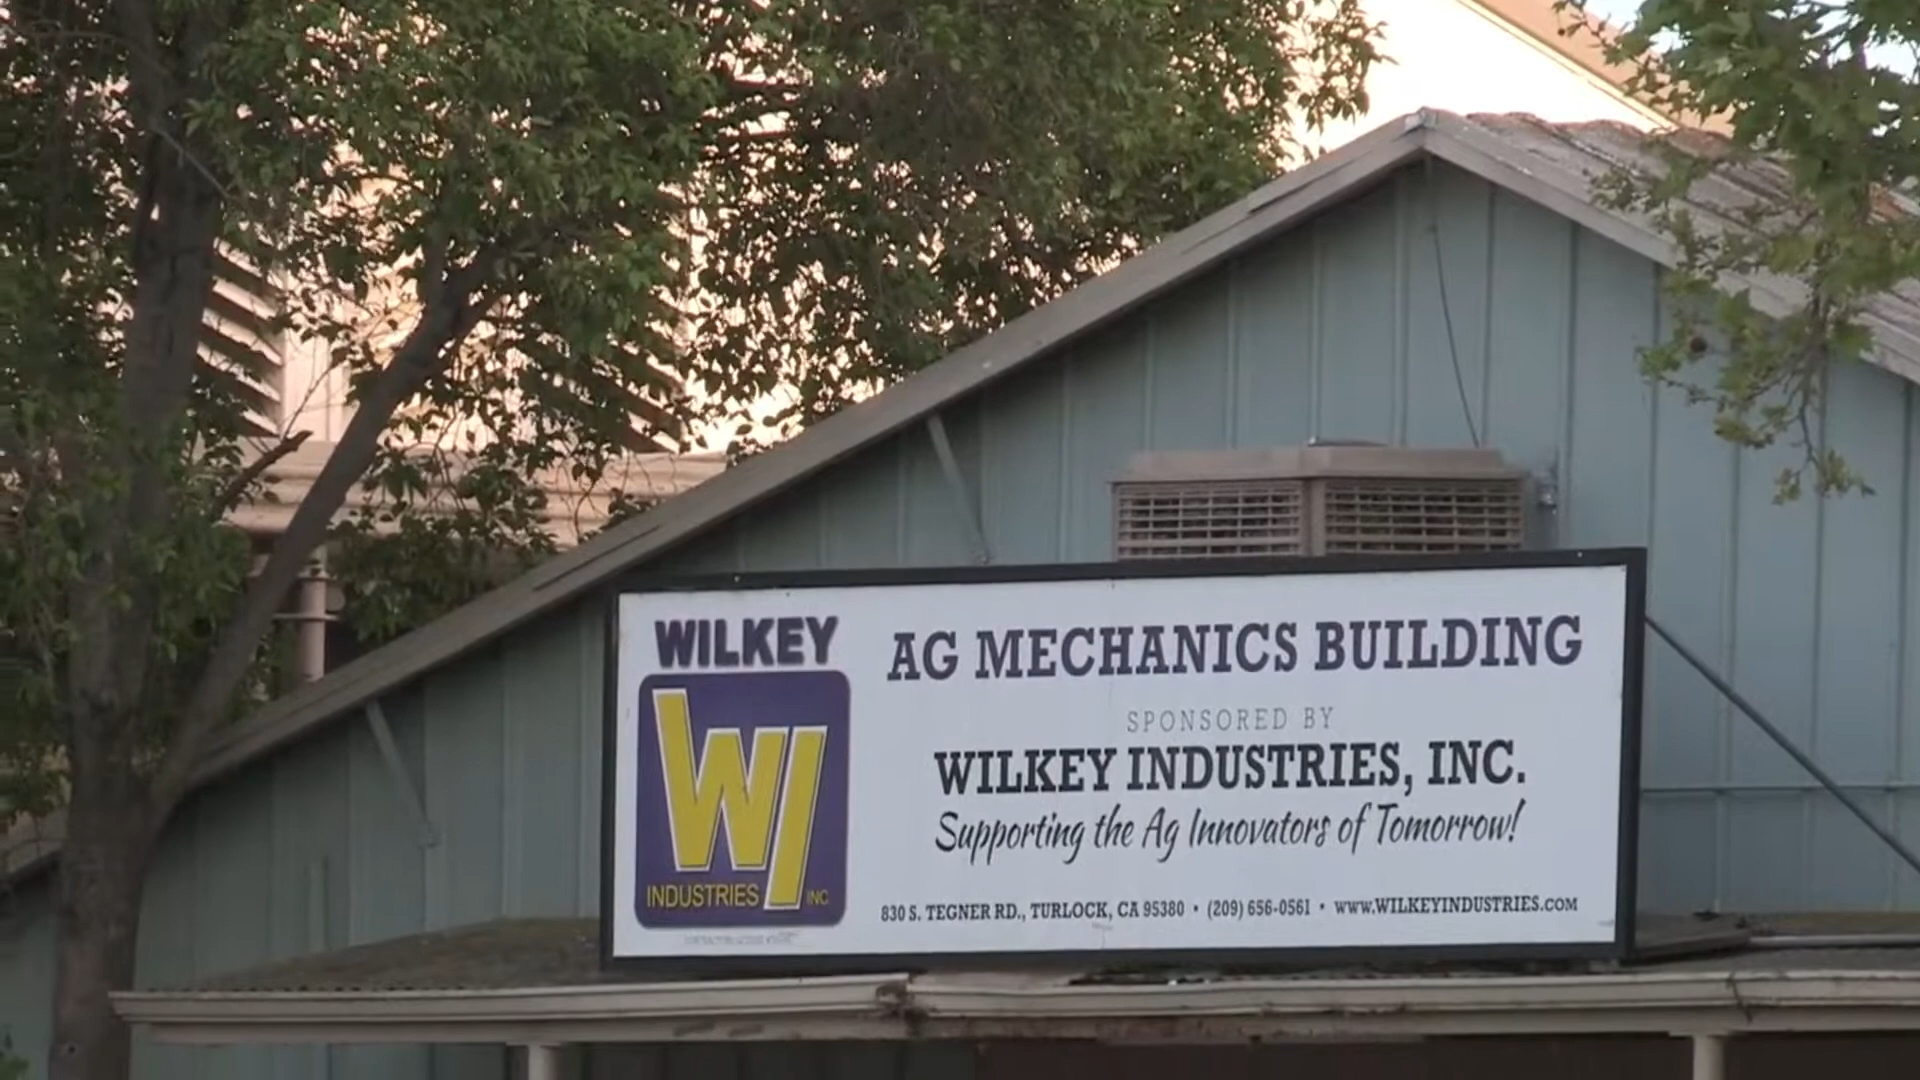 WILKEY
WI
INDUSTRIES INC
AG MECHANICS BUILDING
SPONSORED BY
WILKEY INDUSTRIES, INC.
Supporting the Ag Innovators of Tomorrow!
830 S. TEGNER RD., TURLOCK, CA 95380 • (209) 656-0561 • www.WILKEYINDUSTRIES.COM